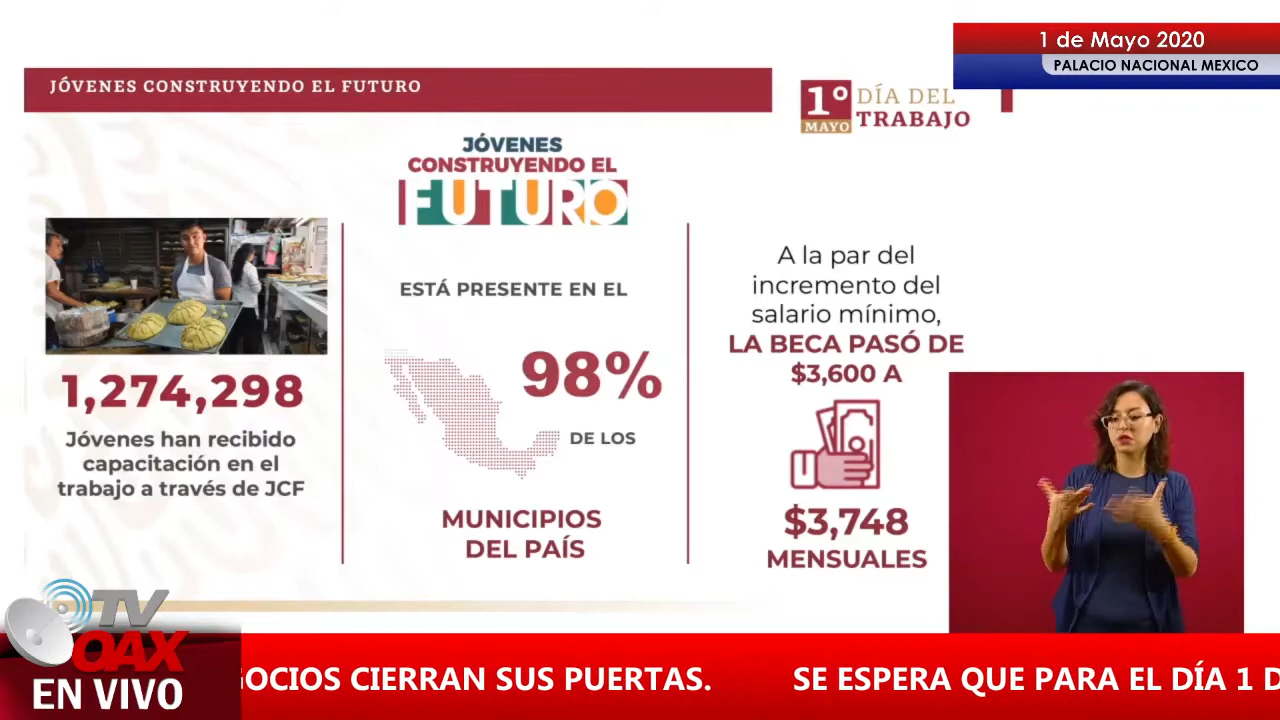 1 de Mayo 2020
PALACIO NACIONAL MEXICO
JÓVENES CONSTRUYENDO EL FUTURO
1º
MAYO
DÍA DEL
TRABAJO
JÓVENES
CONSTRUYENDO EL
FUTURO
1,274,298
Jóvenes han recibido
capacitación en el
trabajo a través de JCF
ESTÁ PRESENTE EN EL
98%
DE LOS
MUNICIPIOS
DEL PAÍS
A la par del
incremento del
salario mínimo,
LA BECA PASÓ DE
$3,600 A
$3,748
MENSUALES
TV
OAX
EN VIVO
GOCIOS CIERRAN SUS PUERTAS. SE ESPERA QUE PARA EL DÍA 1 D